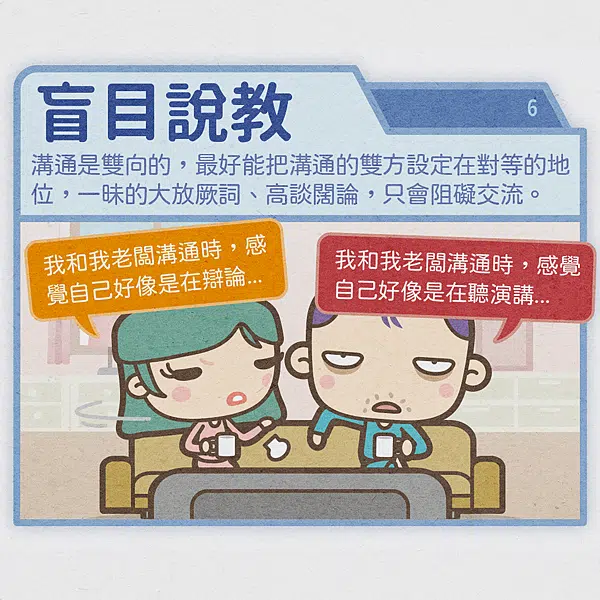 盲目說教
6
溝通是雙向的，最好能把溝通的雙方設定在對等的地
位，一昧的大放厥詞、高談闊論，只會阻礙交流。
我和我老闆溝通時，感
覺自己好像是在辯論...
我和我老闆溝通時，感覺
自己好像是在聽演講...